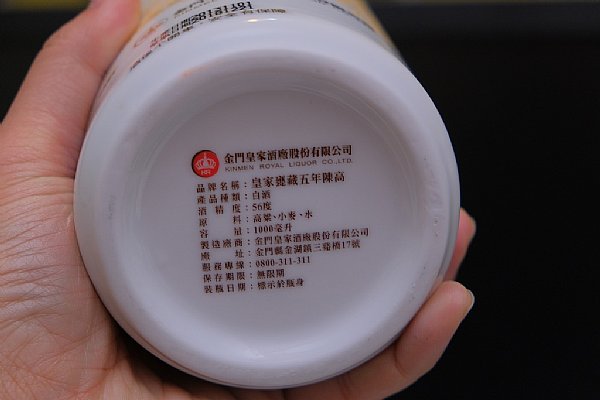 金門皇家酒廠股份有限公司
KINMEN ROYAL LIQUOR CO.,LTD.
KR
品牌名稱：皇家甕藏五年陳高
產品種類：白酒
酒精度：56度
原料：高粱、小麥、水
容量：1000毫升
製造廠商：金門皇家酒廠股份有限公司
廠址：金門縣金湖鎮三豬橋17號
服務專線：0800-311-311
保存期限：無限期
裝瓶日期：標示於瓶身